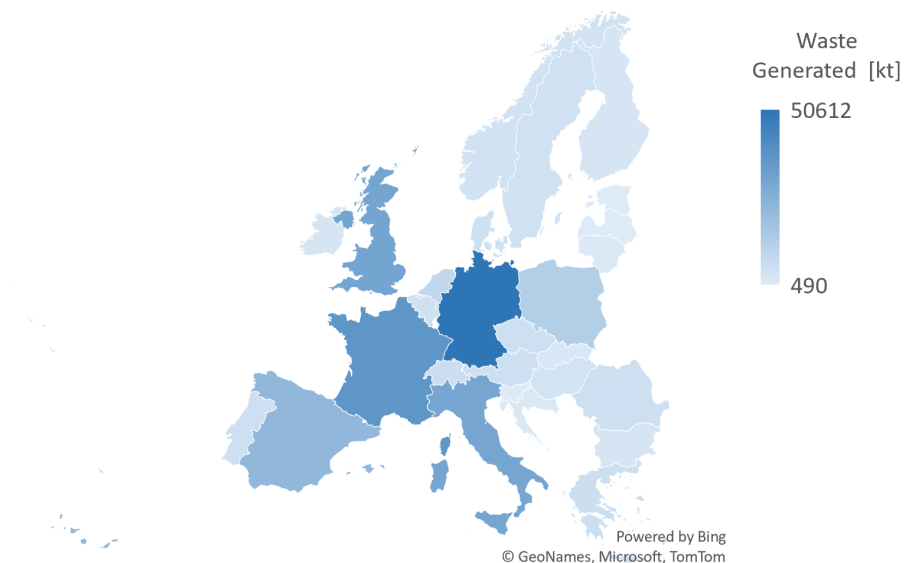 Waste
Generated [kt]
50612
490
Powered by Bing
© GeoNames, Microsoft, TomTom